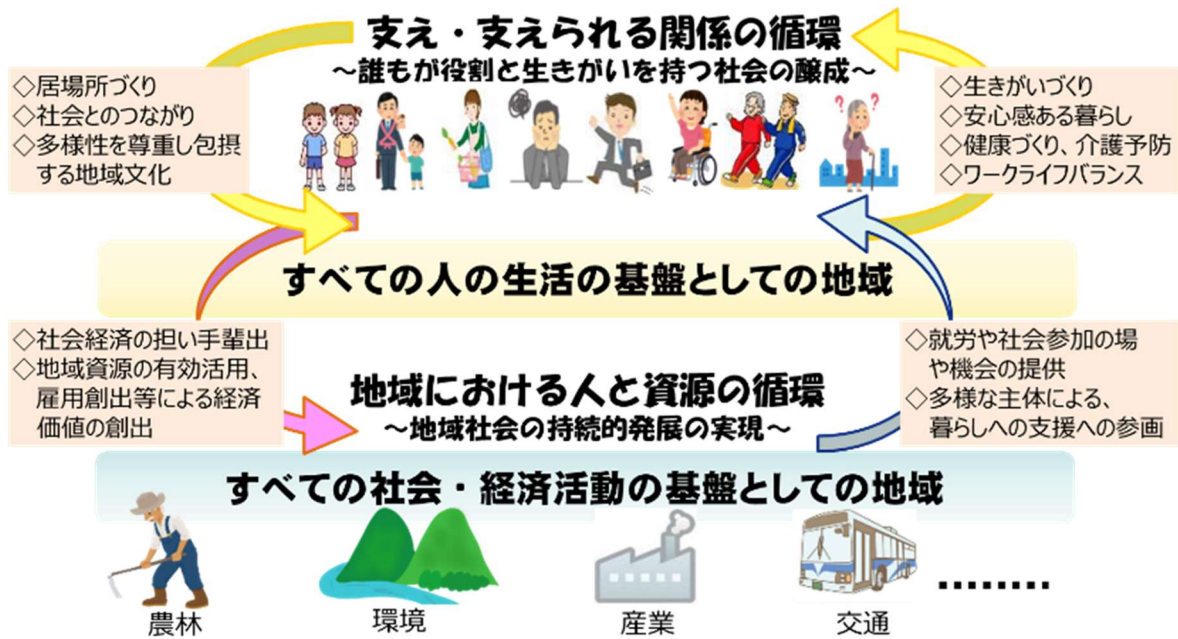 支え・支えられる関係の循環
～誰もが役割と生きがいを持つ社会の醸成～
◇居場所づくり
◇社会とのつながり
◇多様性を尊重し包摂
する地域文化
◇生きがいづくり
◇安心感ある暮らし
◇健康づくり、介護予防
◇ワークライフバランス
? ?
すべての人の生活の基盤としての地域
◇社会経済の担い手輩出
◇地域資源の有効活用、
雇用創出等による経済
価値の創出
地域における人と資源の循環
～地域社会の持続的発展の実現～
◇就労や社会参加の場
や機会の提供
◇多様な主体による、
暮らしへの支援への参画
すべての社会・経済活動の基盤としての地域
農林
環境
産業
交通
………